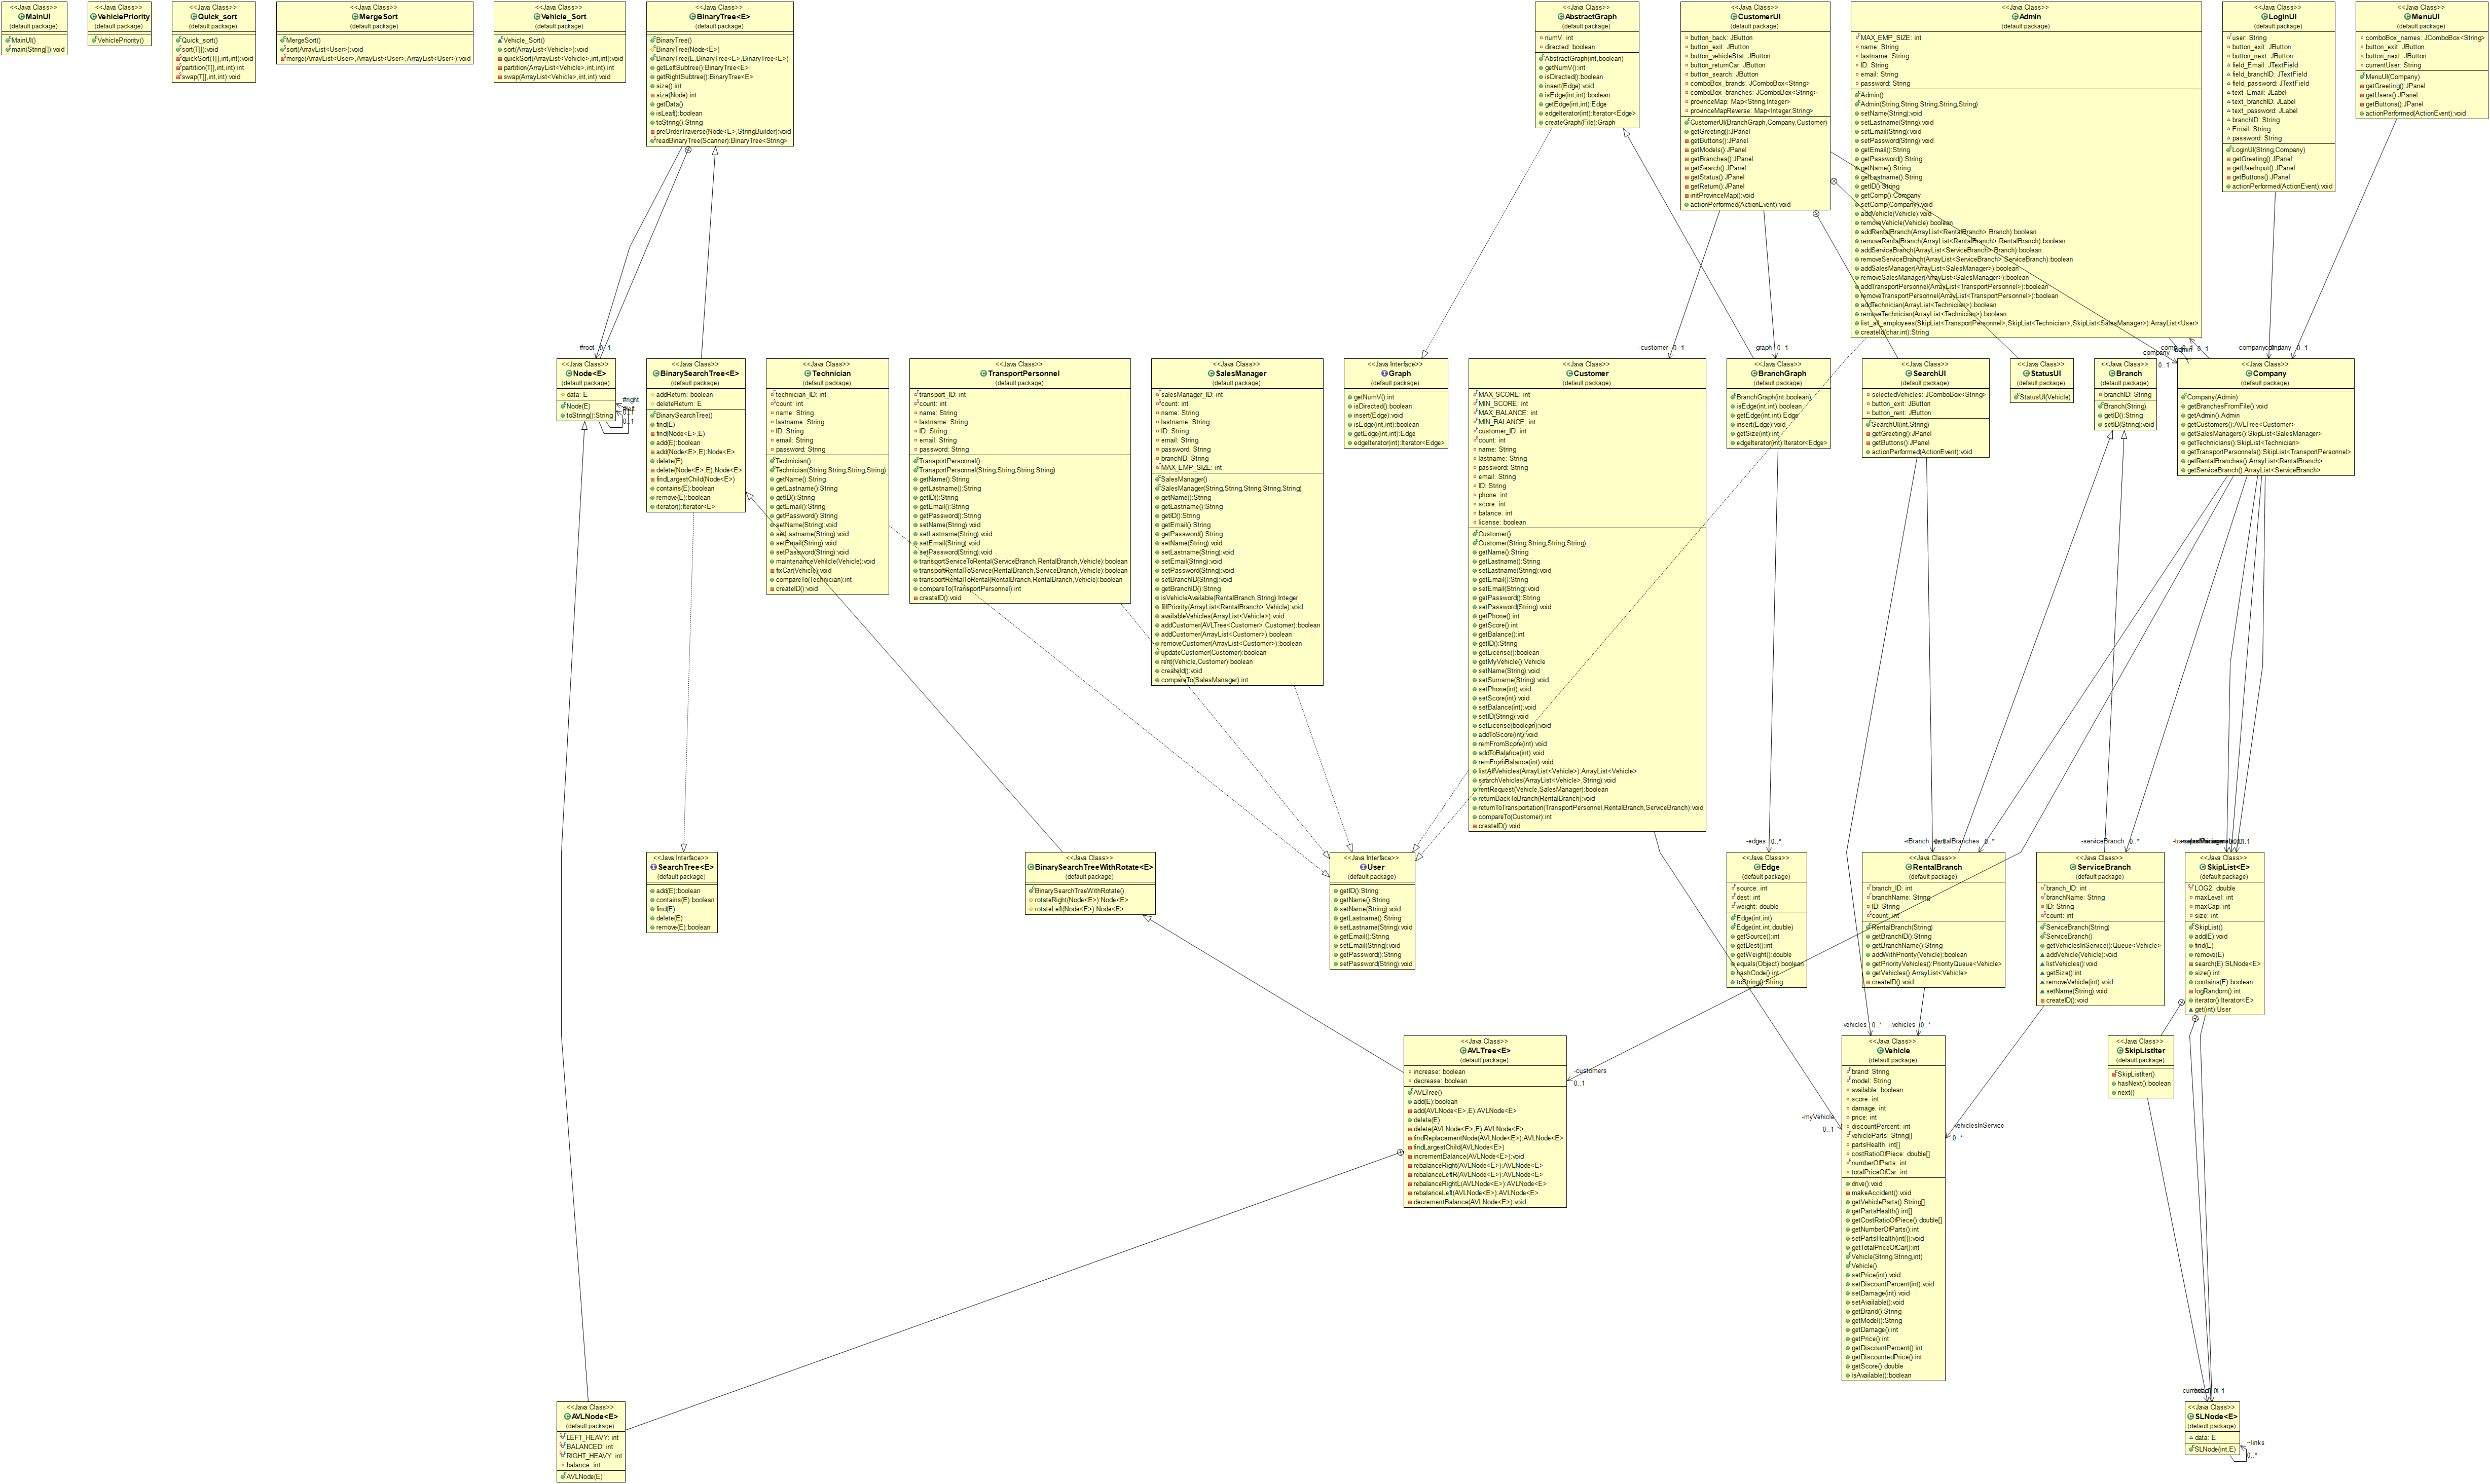 <<Java Class>>
MainUI
(default package)
MainUI()
main(String[]):void
<<Java Class>>
VehiclePriority
(default package)
VehiclePriority()
<<Java Class>>
Quick_sort
(default package)
Quick_sort()
sort(T[]):void
quickSort(T[],int,int):void
partition(T[],int,int):int
swap(T[],int,int):void
<<Java Class>>
MergeSort
(default package)
MergeSort()
sort(ArrayList<User>):void
merge(ArrayList<User>,ArrayList<User>,ArrayList<User>):void
<<Java Class>>
Vehicle_Sort
(default package)
Vehicle_Sort()
sort(ArrayList<Vehicle>):void
quickSort(ArrayList<Vehicle>,int,int):void
partition(ArrayList<Vehicle>,int,int):int
swap(ArrayList<Vehicle>,int,int):void
<<Java Class>>
BinaryTree<E>
(default package)
BinaryTree()
BinaryTree(Node<E>)
BinaryTree(E,BinaryTree<E>,BinaryTree<E>)
getLeftSubtree():BinaryTree<E>
getRightSubtree():BinaryTree<E>
size():int
size(Node):int
getData()
isLeaf():boolean
toString():String
preOrderTraverse(Node<E>,StringBuilder):void
readBinaryTree(Scanner):BinaryTree<String>
<<Java Class>>
AbstractGraph
(default package)
numV: int
directed: boolean
AbstractGraph(int,boolean)
getNumV():int
isDirected():boolean
insert(Edge):void
isEdge(int,int):boolean
getEdge(int,int):Edge
edgeIterator(int):Iterator<Edge>
createGraph(File):Graph
<<Java Class>>
CustomerUI
(default package)
button_back: JButton
button_exit: JButton
button_vehicleStat: JButton
button_returnCar: JButton
button_search: JButton
comboBox_brands: JComboBox<String>
comboBox_branches: JComboBox<String>
provinceMap: Map<String,Integer>
provinceMapReverse: Map<Integer,String>
CustomerUI(BranchGraph,Company,Customer)
getGreeting():JPanel
getButtons():JPanel
getModels():JPanel
getBranches():JPanel
getSearch():JPanel
getStatus():JPanel
getReturn():JPanel
initProvinceMap():void
actionPerformed(ActionEvent):void
<<Java Class>>
Admin
(default package)
MAX_EMP_SIZE: int
name: String
lastname: String
ID: String
email: String
password: String
Admin()
Admin(String,String,String,String)
setName(String):void
setLastname(String):void
setEmail(String):void
setPassword(String):void
getEmail():String
getPassword():String
getName():String
getLastname():String
getID():String
getComp():Company
setComp(Company):void
addVehicle(Vehicle):void
removeVehicle(Vehicle):boolean
addRentalBranch(ArrayList<RentalBranch>,Branch):boolean
removeRentalBranch(ArrayList<RentalBranch>,RentalBranch):boolean
addServiceBranch(ArrayList<ServiceBranch>,Branch):boolean
removeServiceBranch(ArrayList<ServiceBranch>,ServiceBranch):boolean
addSalesManager(ArrayList<SalesManager>):boolean
removeSalesManager(ArrayList<SalesManager>):boolean
addTransportPersonnel(ArrayList<TransportPersonnel>):boolean
removeTransportPersonnel(ArrayList<TransportPersonnel>):boolean
addTechnician(ArrayList<Technician>):boolean
removeTechnician(ArrayList<Technician>):boolean
list_all_employees(SkipList<TransportPersonnel>,SkipList<Technician>,SkipList<SalesManager>):ArrayList<User>
createId(char,int):String
<<Java Class>>
LoginUI
(default package)
user: String
button_exit: JButton
button_next: JButton
field_Email: JTextField
field_branchID: JTextField
field_password: JTextField
text_Email: JLabel
text_branchID: JLabel
text_password: JLabel
branchID: String
Email: String
password: String
LoginUI(String,Company)
getGreeting():JPanel
getUserInput():JPanel
getButtons():JPanel
actionPerformed(ActionEvent):void
<<Java Class>>
MenuUI
(default package)
comboBox_names: JComboBox<String>
button_exit: JButton
button_next: JButton
currentUser: String
MenuUI(Company)
getGreeting():JPanel
getUsers():JPanel
getButtons():JPanel
actionPerformed(ActionEvent):void
#root 0..1
-customer 0..1
-graph 0..1
-company
0..1
0..1
0..1
<<Java Class>>
Node<E>
(default package)
data: E
Node(E)
toString():String
#right
0..1
<<Java Class>>
BinarySearchTree<E>
(default package)
addReturn: boolean
deleteReturn: E
BinarySearchTree()
find(E)
find(Node<E>,E)
add(E):boolean
add(Node<E>,E):Node<E>
delete(E)
delete(Node<E>,E):Node<E>
findLargestChild(Node<E>)
contains(E):boolean
remove(E):boolean
iterator():Iterator<E>
<<Java Class>>
Technician
(default package)
technician_ID: int
count: int
name: String
lastname: String
ID: String
email: String
password: String
Technician()
Technician(String,String,String,String)
getName():String
getLastname():String
getID():String
getEmail():String
getPassword():String
setName(String):void
setLastname(String):void
setEmail(String):void
setPassword(String):void
maintenanceVehilcle(Vehicle):void
fixCar(Vehicle):void
compareTo(Technician):int
createID():void
<<Java Class>>
TransportPersonnel
(default package)
transport_ID: int
count: int
name: String
lastname: String
ID: String
email: String
password: String
TransportPersonnel()
TransportPersonnel(String,String,String,String)
getName():String
getLastname():String
getID():String
getEmail():String
getPassword():String
setName(String):void
setLastname(String):void
setEmail(String):void
setPassword(String):void
transportServiceToRental(ServiceBranch,RentalBranch,Vehicle):boolean
transportRentalToService(RentalBranch,ServiceBranch,Vehicle):boolean
transportRentalToRental(RentalBranch,RentalBranch,Vehicle):boolean
compareTo(TransportPersonnel):int
createID():void
<<Java Class>>
SalesManager
(default package)
salesManager_ID: int
count: int
name: String
lastname: String
ID: String
email: String
password: String
branchID: String
MAX_EMP_SIZE: int
SalesManager()
SalesManager(String,String,String,String,String)
getName():String
getLastname():String
getID():String
getEmail():String
getPassword():String
setName(String):void
setLastname(String):void
setEmail(String):void
setPassword(String):void
setBranchID(String):void
getBranchID():String
isVehicleAvailable(RentalBranch,String):Integer
fillPriority(ArrayList<RentalBranch>,Vehicle):void
availableVehicles(ArrayList<Vehicle>):void
addCustomer(AVLTree<Customer>,Customer):boolean
addCustomer(ArrayList<Customer>):boolean
removeCustomer(ArrayList<Customer>):boolean
updateCustomer(Customer):boolean
rent(Vehicle,Customer):boolean
createId():void
compareTo(SalesManager):int
<<Java Interface>>
Graph
(default package)
getNumV():int
isDirected():boolean
insert(Edge):void
isEdge(int,int):boolean
getEdge(int,int):Edge
edgeIterator(int):Iterator<Edge>
<<Java Class>>
Customer
(default package)
MAX_SCORE: int
MIN_SCORE: int
MAX_BALANCE: int
MIN_BALANCE: int
customer_ID: int
count: int
name: String
lastname: String
password: String
email: String
ID: String
phone: int
score: int
balance: int
license: boolean
Customer()
Customer(String,String,String,String)
getName():String
getLastname():String
setLastname(String):void
getEmail():String
setEmail(String):void
getPassword():String
setPassword(String):void
getPhone():int
getScore():int
getBalance():int
getID():String
getLicense():boolean
getMyVehicle():Vehicle
setName(String):void
setSurname(String):void
setPhone(int):void
setScore(int):void
setBalance(int):void
setID(String):void
setLicense(boolean):void
addToScore(int):void
remFromScore(int):void
addToBalance(int):void
remFromBalance(int):void
listAllVehicles(ArrayList<Vehicle>):ArrayList<Vehicle>
searchVehicles(ArrayList<Vehicle>,String):void
rentRequest(Vehicle,SalesManager):boolean
returnBackToBranch(RentalBranch):void
returnToTransportation(TransportPersonnel,RentalBranch,ServiceBranch):void
compareTo(Customer):int
createID():void
<<Java Class>>
BranchGraph
(default package)
BranchGraph(int,boolean)
isEdge(int,int):boolean
getEdge(int,int):Edge
insert(Edge):void
getSize(int):int
edgeIterator(int):Iterator<Edge>
<<Java Class>>
SearchUI
(default package)
selectedVehicles: JComboBox<String>
button_exit: JButton
button_rent: JButton
SearchUI(int,String)
getGreeting():JPanel
getButtons():JPanel
actionPerformed(ActionEvent):void
<<Java Class>>
StatusUI
(default package)
StatusUI(Vehicle)
<<Java Class>>
Branch
(default package)
branchID: String
Branch(String)
getID():String
setID(String):void
<<Java Class>>
Company
(default package)
Company(Admin)
getBranchesFromFile():void
getAdmin():Admin
getCustomers():AVLTree<Customer>
getSalesManagers():SkipList<SalesManager>
getTechnicians():SkipList<Technician>
getTransportPersonnels():SkipList<TransportPersonnel>
getRentalBranches():ArrayList<RentalBranch>
getServiceBranch():ArrayList<ServiceBranch>
-edges 0..*
-rBranch
-rentalBranches 0..*
-serviceBranch 0..*
<<Java Interface>>
SearchTree<E>
(default package)
add(E):boolean
contains(E):boolean
find(E)
delete(E)
remove(E):boolean
<<Java Class>>
BinarySearchTreeWithRotate<E>
(default package)
BinarySearchTreeWithRotate()
rotateRight(Node<E>):Node<E>
rotateLeft(Node<E>):Node<E>
<<Java Interface>>
User
(default package)
getID():String
getName():String
setName(String):void
getLastname():String
setLastname(String):void
getEmail():String
setEmail(String):void
getPassword():String
setPassword(String):void
<<Java Class>>
Edge
(default package)
source: int
dest: int
weight: double
Edge(int,int)
Edge(int,int,double)
getSource():int
getDest():int
getWeight():double
equals(Object):boolean
hashCode():int
toString():String
<<Java Class>>
RentalBranch
(default package)
branch_ID: int
branchName: String
ID: String
count: int
RentalBranch(String)
getBranchID():String
getBranchName():String
addWithPriority(Vehicle):boolean
getPriorityVehicles():PriorityQueue<Vehicle>
getVehicles():ArrayList<Vehicle>
createID():void
<<Java Class>>
ServiceBranch
(default package)
branch_ID: int
branchName: String
ID: String
count: int
ServiceBranch(String)
ServiceBranch()
getVehiclesInService():Queue<Vehicle>
addVehicle(Vehicle):void
listVehicles():void
getSize():int
removeVehicle(int):void
setName(String):void
createID():void
<<Java Class>>
SkipList<E>
(default package)
LOG2: double
maxLevel: int
maxCap: int
size: int
SkipList()
add(E):void
find(E)
remove(E)
search(E):SLNode<E>
size():int
contains(E):boolean
logRandom():int
iterator():Iterator<E>
get(int):User
-vehicles 0..*
-vehicles 0..*
<<Java Class>>
AVLTree<E>
(default package)
increase: boolean
decrease: boolean
AVLTree()
add(E):boolean
add(AVLNode<E>,E):AVLNode<E>
delete(E)
delete(AVLNode<E>,E):AVLNode<E>
findReplacementNode(AVLNode<E>):AVLNode<E>
findLargestChild(AVLNode<E>)
incrementBalance(AVLNode<E>):void
rebalanceRight(AVLNode<E>):AVLNode<E>
rebalanceLeftR(AVLNode<E>):AVLNode<E>
rebalanceRightL(AVLNode<E>):AVLNode<E>
rebalanceLeft(AVLNode<E>):AVLNode<E>
decrementBalance(AVLNode<E>):void
-customers
0..1
-myVehicle
0..1
<<Java Class>>
Vehicle
(default package)
brand: String
model: String
available: boolean
score: int
damage: int
price: int
discountPercent: int
vehicleParts: String[]
partsHealth: int[]
costRatioOfPiece: double[]
numberOfParts: int
totalPriceOfCar: int
drive():void
makeAccident():void
getVehicleParts():String[]
getPartsHealth():int[]
getCostRatioOfPiece():double[]
getNumberOfParts():int
setPartsHealth(int[]):void
getTotalPriceOfCar():int
Vehicle(String,String,int)
Vehicle()
setPrice(int):void
setDiscountPercent(int):void
setDamage(int):void
setAvailable():void
getBrand():String
getModel():String
getDamage():int
getPrice():int
getDiscountPercent():int
getDiscountedPrice():int
getScore():double
isAvailable():boolean
-vehiclesInService
0..*
<<Java Class>>
SkipListIter
(default package)
SkipListIter()
hasNext():boolean
next()
<<Java Class>>
AVLNode<E>
(default package)
LEFT_HEAVY: int
BALANCED: int
RIGHT_HEAVY: int
balance: int
AVLNode(E)
<<Java Class>>
SLNode<E>
(default package)
data: E
SLNode(int,E)
~links
0..*